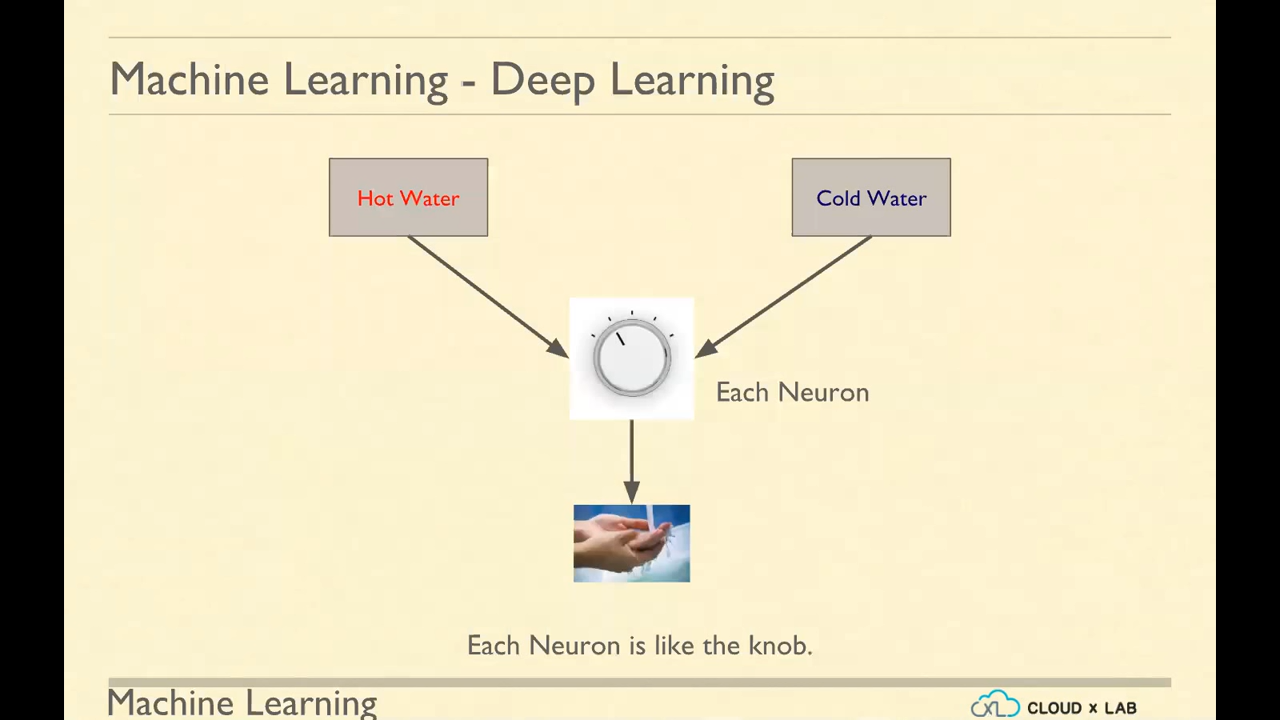 Machine Learning - Deep Learning
Hot Water
Cold Water
Each Neuron
Each Neuron is like the knob.
Machine Learning
CXL CLOUD x LAB